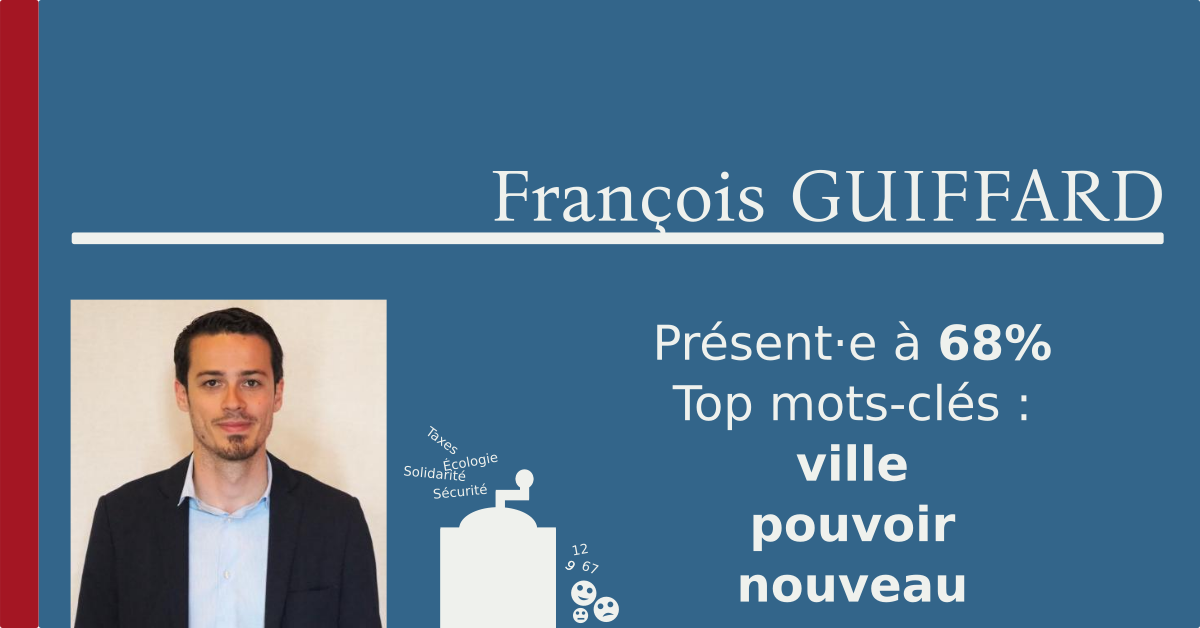 François GUIFFARD
Présent·e à 68%
Top mots-clés :
ville
pouvoir
nouveau
Taxes
Écologie
Solidarité
Sécurité
12
9 67